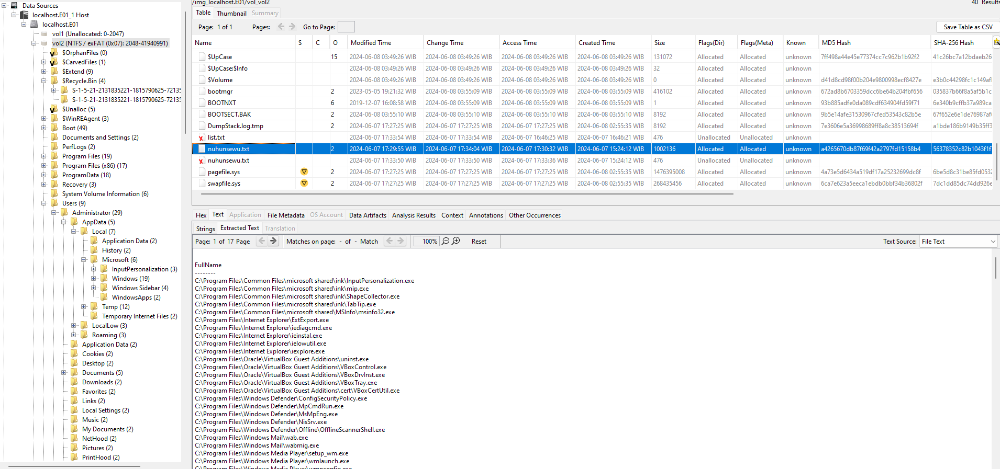 Data Sources
localhost.E01_1 Host
localhost.E01
vol1 (Unallocated: 0-2047)
vol2 (NTFS / exFAT (0x07): 2048-41940991)
$OrphanFiles (0)
$CarvedFiles (1)
$Extend (9)
$Recycle.Bin (4)
S-1-5-21-2131835221-1815790625-72135
S-1-5-21-2131835221-1815790625-72135
$Unalloc (5)
$WinREAgent (3)
Boot (49)
Documents and Settings (2)
PerfLogs (2)
Program Files (19)
Program Files (x86) (17)
ProgramData (18)
Recovery (3)
System Volume Information (6)
Users (9)
Administrator (29)
AppData (5)
Local (7)
Application Data (2)
History (2)
Microsoft (6)
InputPersonalization (3)
Windows (19)
Windows Sidebar (4)
WindowsApps (2)
Temp (12)
Temporary Internet Files (2)
LocalLow (3)
Roaming (3)
Application Data (2)
Cookies (2)
Desktop (2)
Documents (5)
Downloads (2)
Favorites (2)
Links (2)
Local Settings (2)
Music (2)
My Documents (2)
NetHood (2)
Pictures (2)
PrintHood (2)
/img_localhost.E01/vol_vol2
40 Results
Table Thumbnail Summary
Page: 1 of 1 Pages: Go to Page:
Save Table as CSV
Name S C O Modified Time Change Time Access Time Created Time Size Flags(Dir) Flags(Meta) Known MD5 Hash SHA-256 Hash
$UpCase 15 2024-06-08 03:49:26 WIB 2024-06-08 03:49:26 WIB 2024-06-08 03:49:26 WIB 2024-06-08 03:49:26 WIB 131072 Allocated Allocated unknown 7ff498a44e45e77374cc7c962b1b92f2 41c26bc7a12bdaeb26
$UpCase:$Info 2024-06-08 03:49:26 WIB 2024-06-08 03:49:26 WIB 2024-06-08 03:49:26 WIB 2024-06-08 03:49:26 WIB 32 Allocated Allocated unknown
$Volume 2024-06-08 03:49:26 WIB 2024-06-08 03:49:26 WIB 2024-06-08 03:49:26 WIB 2024-06-08 03:49:26 WIB 0 Allocated Allocated unknown d41d8cd98f00b204e9800998ecf8427e e3b0c44298fc1c149af
bootmgr 2 2023-05-05 19:21:32 WIB 2024-06-08 03:55:09 WIB 2024-06-08 03:55:09 WIB 2024-06-08 03:55:09 WIB 416102 Allocated Allocated unknown 672ad8b6703359dcc6be64b204fbf656 035837b66f8a5af5b1c
BOOTNXT 6 2019-12-07 16:08:58 WIB 2024-06-08 03:55:09 WIB 2024-06-08 03:55:09 WIB 2024-06-08 03:55:09 WIB 1 Allocated Allocated unknown 93b885adfe0da089cdf634904fd59f71 6e340b9cffb37a989ca
BOOTSECT.BAK 2 2024-06-08 03:55:10 WIB 2024-06-08 03:55:10 WIB 2024-06-08 03:55:10 WIB 2024-06-08 03:55:10 WIB 8192 Allocated Allocated unknown 9b5e14afe31530967cfed53543c82b5e 67f652e6e1de76987af
DumpStack.log.tmp 2 2024-06-07 17:27:25 WIB 2024-06-07 17:27:25 WIB 2024-06-07 17:27:25 WIB 2024-06-08 02:55:35 WIB 8192 Allocated Allocated unknown 7e3606e5a36998689ff8a8c38513694f a1bde186b9149b35ff3
list.txt 2024-06-07 17:33:54 WIB 2024-06-07 17:33:54 WIB 2024-06-07 16:46:25 WIB 2024-06-07 16:46:21 WIB 476 Unallocated Unallocated unknown
nuhunsewu.txt 2 2024-06-07 17:29:55 WIB 2024-06-07 17:34:04 WIB 2024-06-07 17:30:32 WIB 2024-06-07 15:24:12 WIB 1002136 Allocated Allocated unknown a4265670db87f69f42a2797fd15158b4 56378352c82b1043f1f
nuhunsewu.txt 2024-06-07 17:33:50 WIB 2024-06-07 17:33:50 WIB 2024-06-07 17:33:36 WIB 2024-06-07 15:24:12 WIB 476 Unallocated Unallocated unknown
pagefile.sys 2 2024-06-07 17:27:25 WIB 2024-06-07 17:27:25 WIB 2024-06-07 17:27:25 WIB 2024-06-08 02:55:35 WIB 1476395008 Allocated Allocated unknown 4a73e5d6434a519df17a25232699dc8f 6be5d8c31be85fd0532
swapfile.sys 2 2024-06-07 17:27:25 WIB 2024-06-07 17:27:25 WIB 2024-06-07 17:27:25 WIB 2024-06-08 02:55:35 WIB 268435456 Allocated Allocated unknown 6ca7e623a5eeca1ebdb0bbf34b36802f 7dc1dd85dc74dd926e
Hex Text Application File Metadata OS Account Data Artifacts Analysis Results Context Annotations Other Occurrences
Strings Extracted Text Translation
Page: 1 of 17 Page Matches on page: - of - Match 100% Reset Text Source: File Text
FullName
--------
C:\Program Files\Common Files\microsoft shared\ink\InputPersonalization.exe
C:\Program Files\Common Files\microsoft shared\ink\mip.exe
C:\Program Files\Common Files\microsoft shared\ink\ShapeCollector.exe
C:\Program Files\Common Files\microsoft shared\ink\TabTip.exe
C:\Program Files\Common Files\microsoft shared\MSInfo\msinfo32.exe
C:\Program Files\Internet Explorer\ExtExport.exe
C:\Program Files\Internet Explorer\iediagcmd.exe
C:\Program Files\Internet Explorer\ieinstal.exe
C:\Program Files\Internet Explorer\ielowutil.exe
C:\Program Files\Internet Explorer\iexplore.exe
C:\Program Files\Oracle\VirtualBox Guest Additions\uninst.exe
C:\Program Files\Oracle\VirtualBox Guest Additions\VBoxControl.exe
C:\Program Files\Oracle\VirtualBox Guest Additions\VBoxDrvInst.exe
C:\Program Files\Oracle\VirtualBox Guest Additions\VBoxTray.exe
C:\Program Files\Oracle\VirtualBox Guest Additions\cert\VBoxCertUtil.exe
C:\Program Files\Windows Defender\ConfigSecurityPolicy.exe
C:\Program Files\Windows Defender\MpCmdRun.exe
C:\Program Files\Windows Defender\MsMpEng.exe
C:\Program Files\Windows Defender\NisSrv.exe
C:\Program Files\Windows Defender\Offline\OfflineScannerShell.exe
C:\Program Files\Windows Mail\wab.exe
C:\Program Files\Windows Mail\wabmig.exe
C:\Program Files\Windows Media Player\setup_wm.exe
C:\Program Files\Windows Media Player\wmlaunch.exe
C:\Program Files\Windows Media Player\wmpconfig.exe